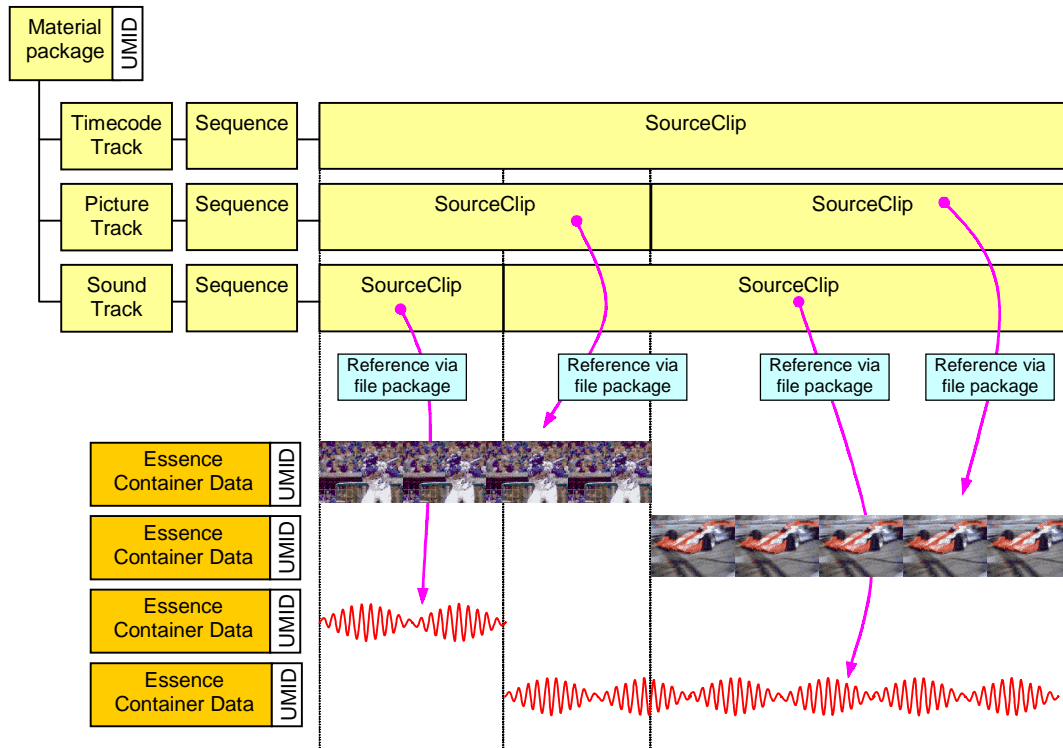 Material
package
UMID
Timecode
Track
Sequence
SourceClip
Picture
Track
Sequence
SourceClip
SourceClip
Sound
Track
Sequence
SourceClip
SourceClip
Reference via
file package
Reference via
file package
Reference via
file package
Reference via
file package
Essence
Container Data
UMID
Essence
Container Data
UMID
Essence
Container Data
UMID
Essence
Container Data
UMID